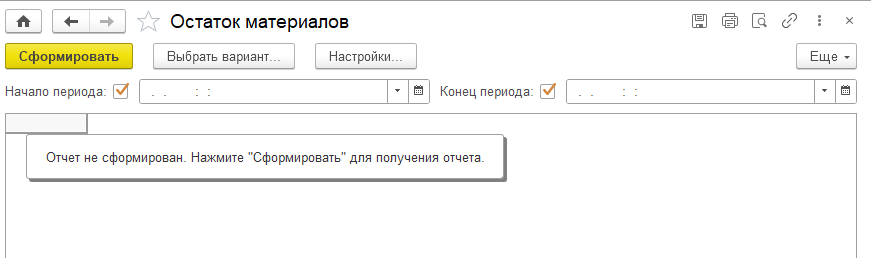 Остаток материалов
Сформировать Выбрать вариант... Настройки... Еще
Начало периода: . . : : Конец периода: . . : :
Отчет не сформирован. Нажмите "Сформировать" для получения отчета.